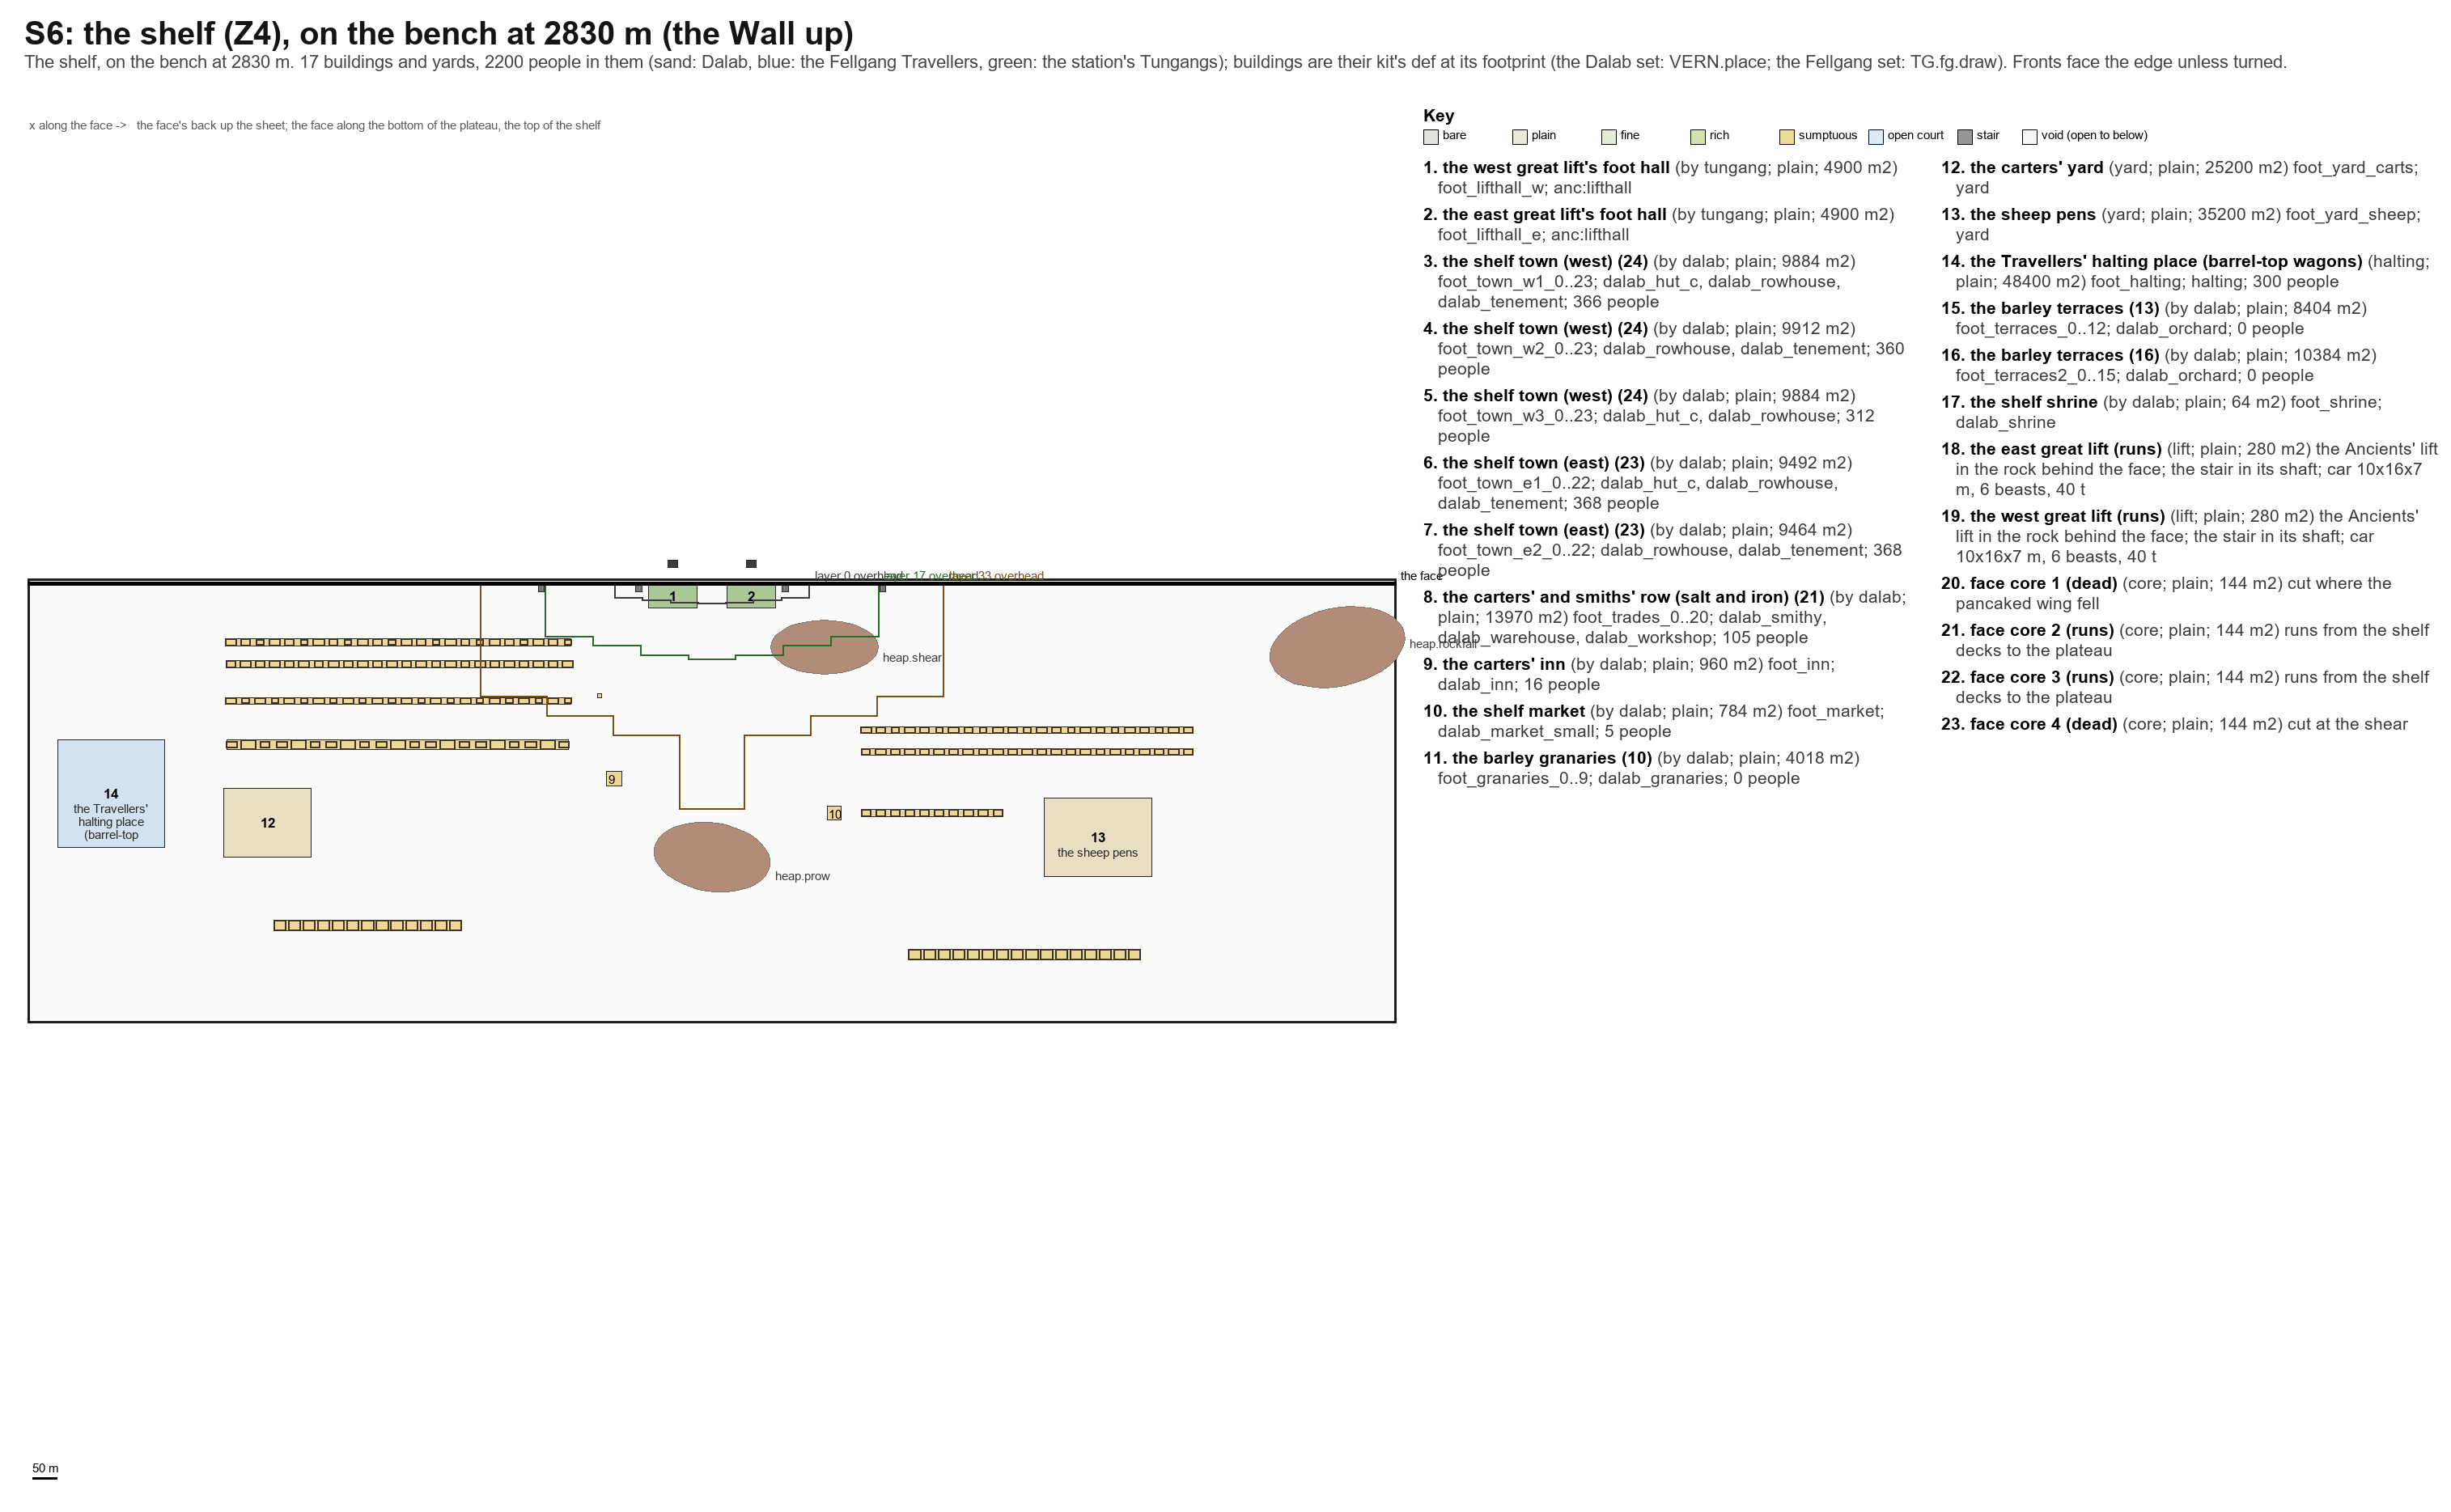 S6: the shelf (Z4), on the bench at 2830 m (the Wall up)
The shelf, on the bench at 2830 m. 17 buildings and yards, 2200 people in them (sand: Dalab, blue: the Fellgang Travellers, green: the station's Tungangs); buildings are their kit's def at its footprint (the Dalab set: VERN.place; the Fellgang set: TG.fg.draw). Fronts face the edge unless turned.
x along the face -> the face's back up the sheet; the face along the bottom of the plateau, the top of the shelf
layer 0 overhead
layer 17 overhead
layer 33 overhead
the face
1
2
heap.shear
heap.rockfall
9
10
14
the Travellers'
halting place
(barrel-top
12
13
the sheep pens
heap.prow
50 m
Key
bare
plain
fine
rich
sumptuous
open court
stair
void (open to below)
1. the west great lift's foot hall (by tungang; plain; 4900 m2)
foot_lifthall_w; anc:lifthall
2. the east great lift's foot hall (by tungang; plain; 4900 m2)
foot_lifthall_e; anc:lifthall
3. the shelf town (west) (24) (by dalab; plain; 9884 m2)
foot_town_w1_0..23; dalab_hut_c, dalab_rowhouse,
dalab_tenement; 366 people
4. the shelf town (west) (24) (by dalab; plain; 9912 m2)
foot_town_w2_0..23; dalab_rowhouse, dalab_tenement; 360
people
5. the shelf town (west) (24) (by dalab; plain; 9884 m2)
foot_town_w3_0..23; dalab_hut_c, dalab_rowhouse; 312
people
6. the shelf town (east) (23) (by dalab; plain; 9492 m2)
foot_town_e1_0..22; dalab_hut_c, dalab_rowhouse,
dalab_tenement; 368 people
7. the shelf town (east) (23) (by dalab; plain; 9464 m2)
foot_town_e2_0..22; dalab_rowhouse, dalab_tenement; 368
people
8. the carters' and smiths' row (salt and iron) (21) (by dalab;
plain; 13970 m2) foot_trades_0..20; dalab_smithy,
dalab_warehouse, dalab_workshop; 105 people
9. the carters' inn (by dalab; plain; 960 m2) foot_inn;
dalab_inn; 16 people
10. the shelf market (by dalab; plain; 784 m2) foot_market;
dalab_market_small; 5 people
11. the barley granaries (10) (by dalab; plain; 4018 m2)
foot_granaries_0..9; dalab_granaries; 0 people
12. the carters' yard (yard; plain; 25200 m2) foot_yard_carts;
yard
13. the sheep pens (yard; plain; 35200 m2) foot_yard_sheep;
yard
14. the Travellers' halting place (barrel-top wagons) (halting;
plain; 48400 m2) foot_halting; halting; 300 people
15. the barley terraces (13) (by dalab; plain; 8404 m2)
foot_terraces_0..12; dalab_orchard; 0 people
16. the barley terraces (16) (by dalab; plain; 10384 m2)
foot_terraces2_0..15; dalab_orchard; 0 people
17. the shelf shrine (by dalab; plain; 64 m2) foot_shrine;
dalab_shrine
18. the east great lift (runs) (lift; plain; 280 m2) the Ancients' lift
in the rock behind the face; the stair in its shaft; car 10x16x7
m, 6 beasts, 40 t
19. the west great lift (runs) (lift; plain; 280 m2) the Ancients'
lift in the rock behind the face; the stair in its shaft; car
10x16x7 m, 6 beasts, 40 t
20. face core 1 (dead) (core; plain; 144 m2) cut where the
pancaked wing fell
21. face core 2 (runs) (core; plain; 144 m2) runs from the shelf
decks to the plateau
22. face core 3 (runs) (core; plain; 144 m2) runs from the shelf
decks to the plateau
23. face core 4 (dead) (core; plain; 144 m2) cut at the shear